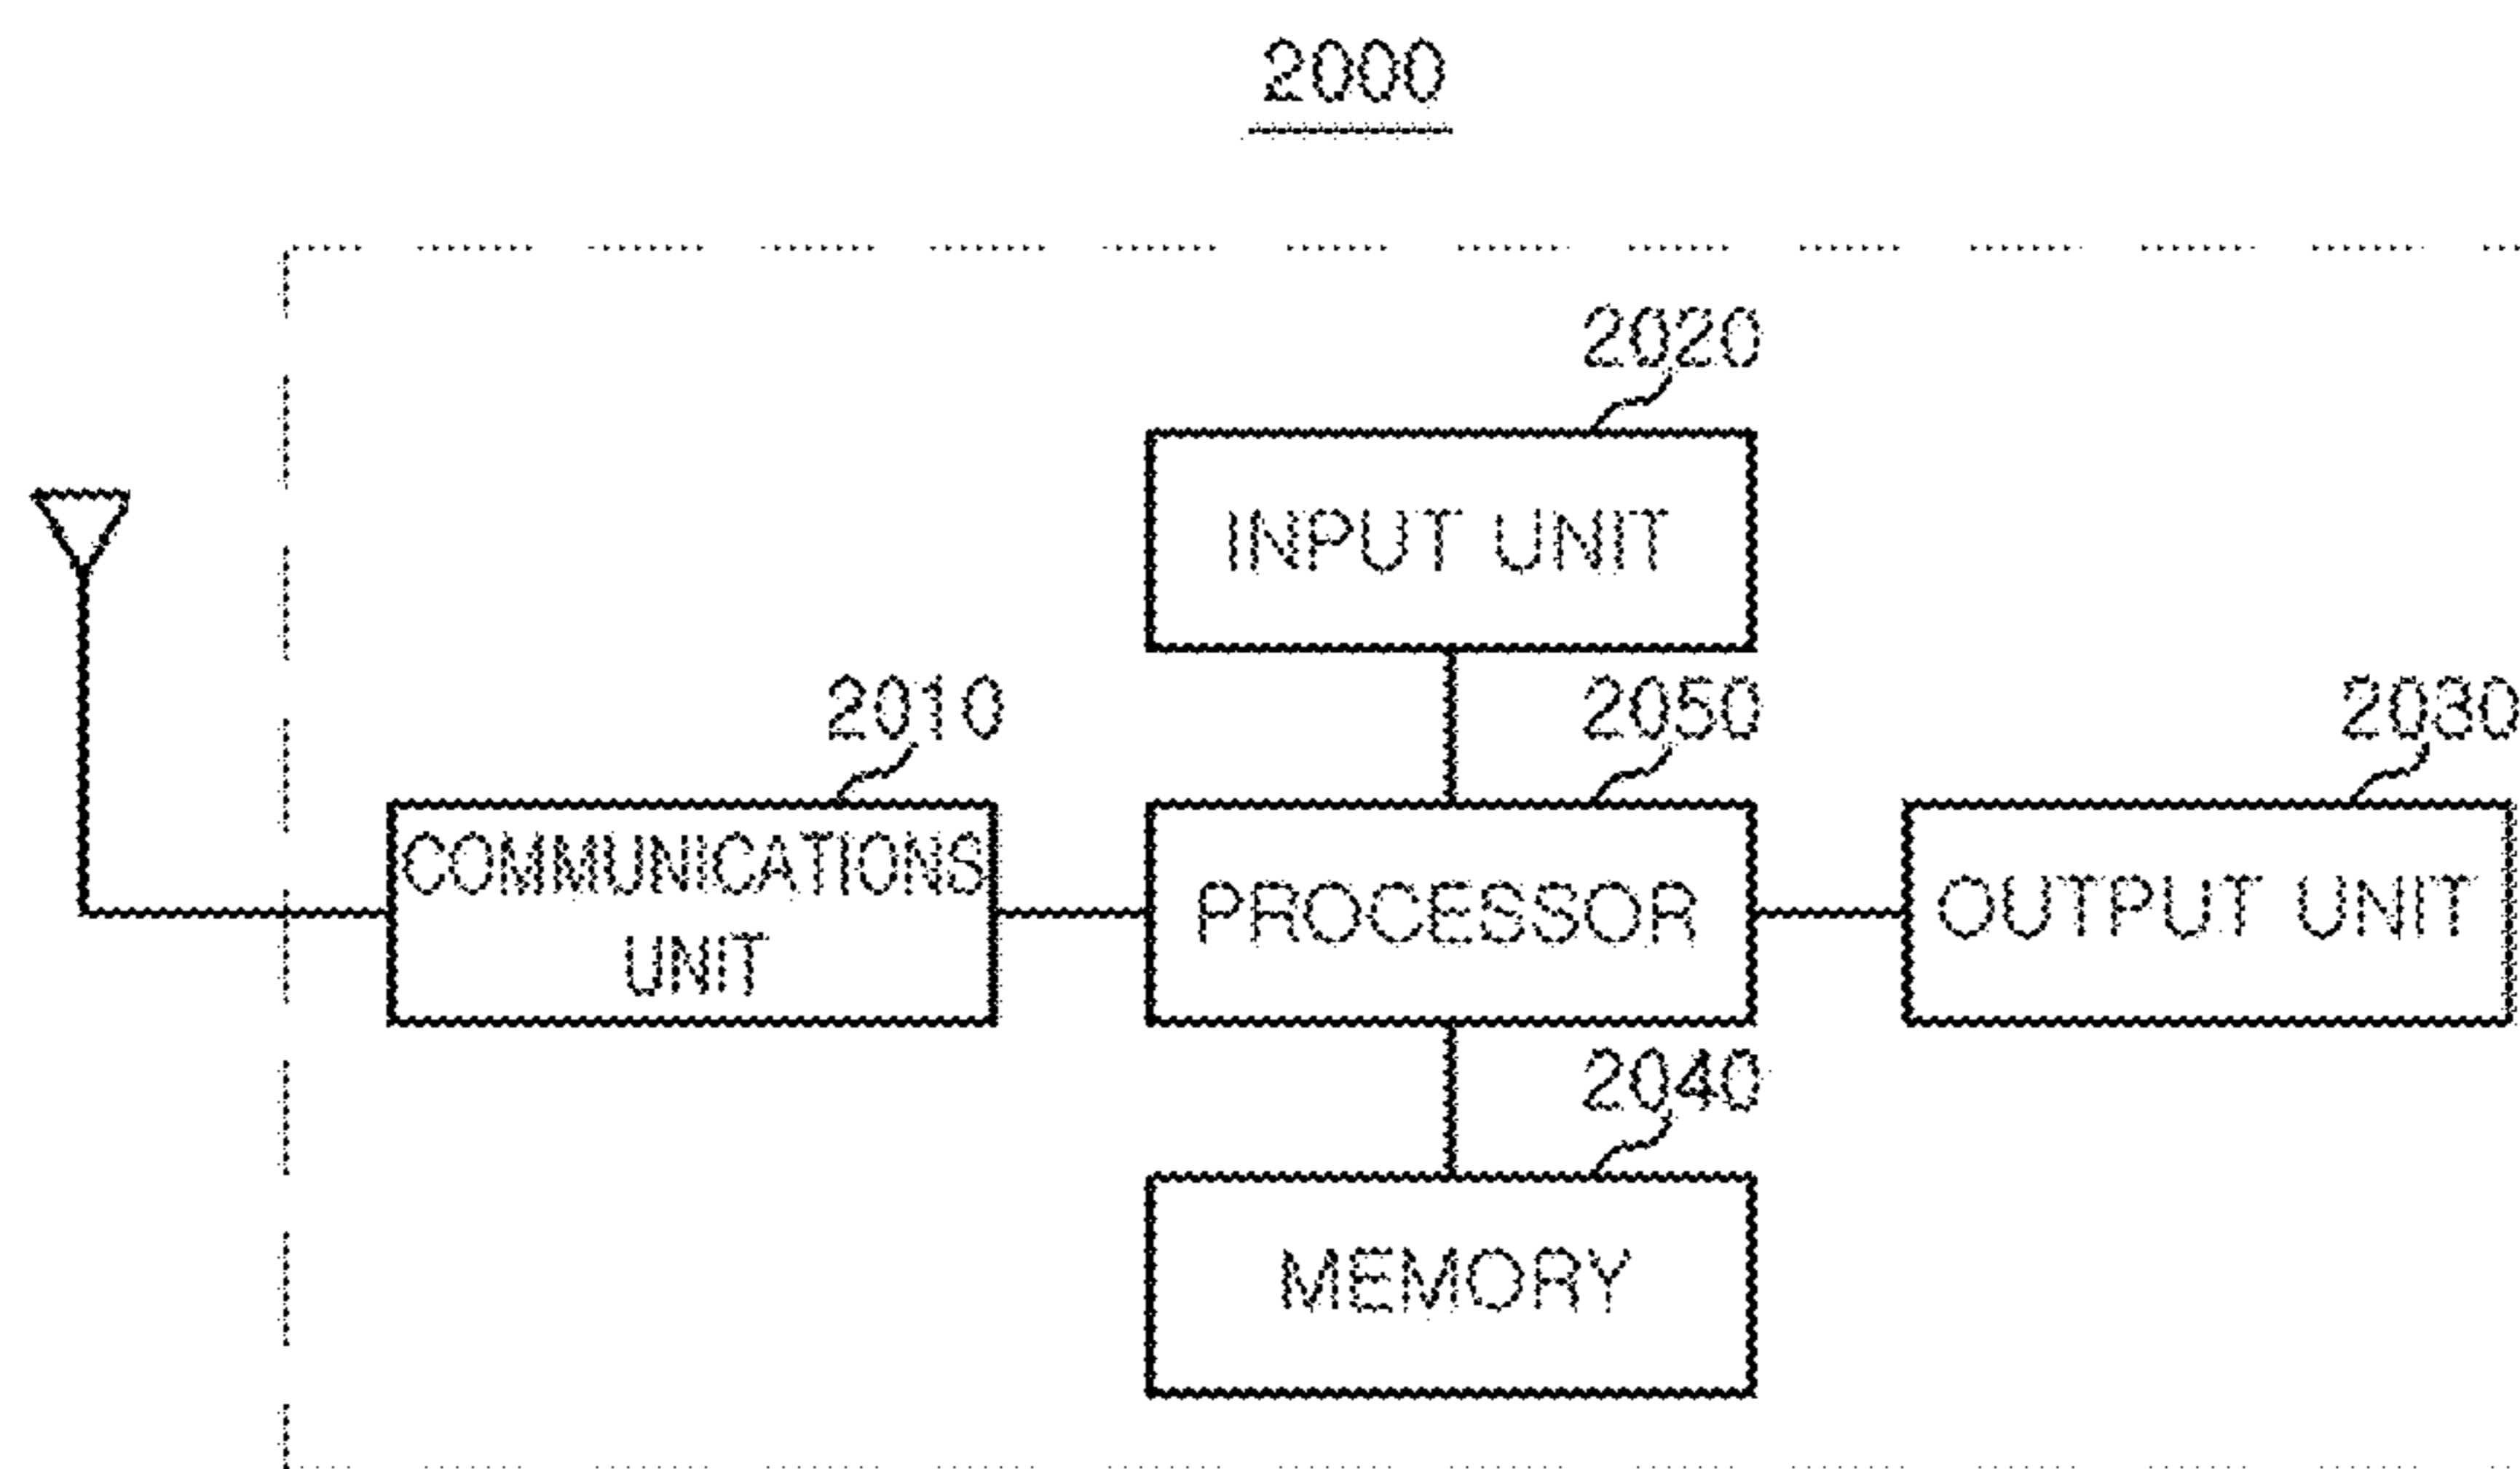 2000
2020
INPUT UNIT
2010
2050
2030
COMMUNICATIONS
UNIT
PROCESSOR
OUTPUT UNIT
2040
MEMORY